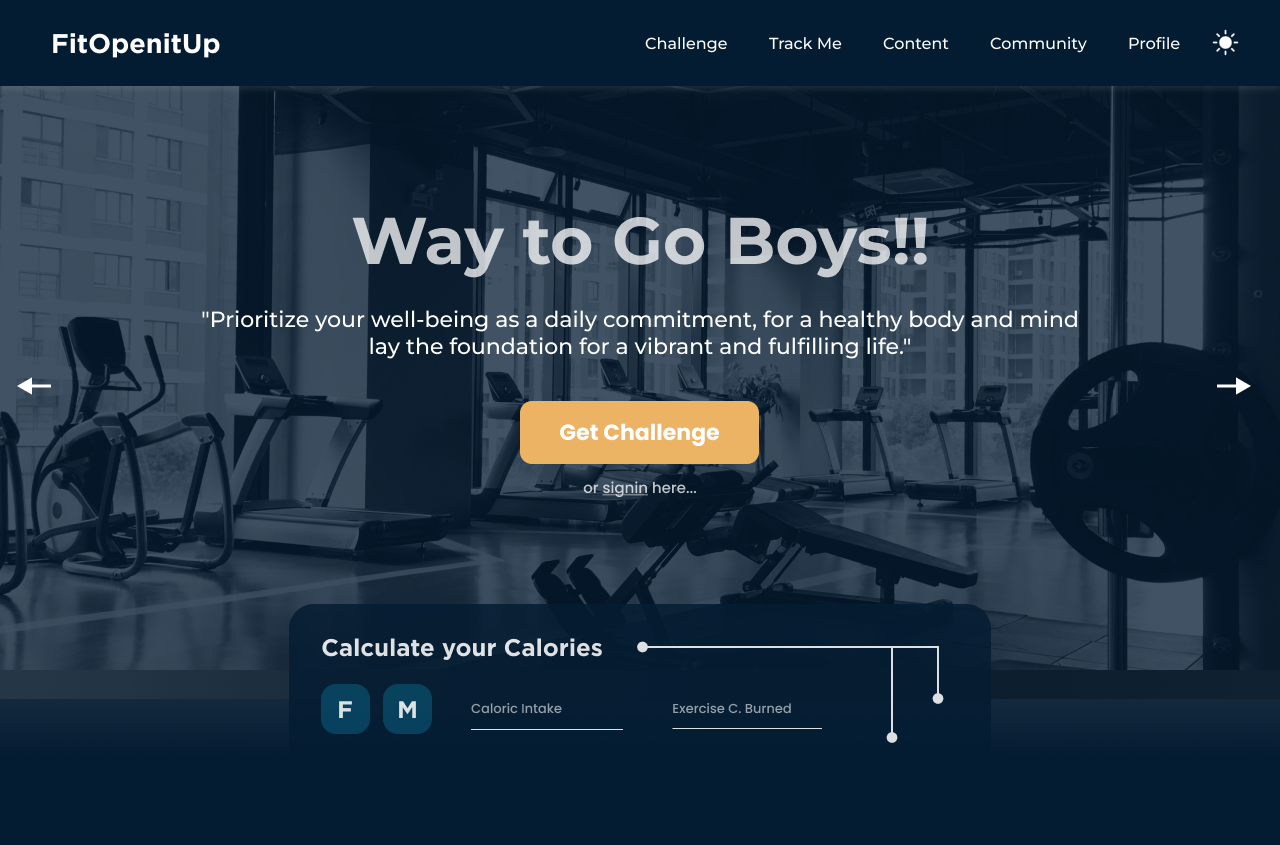 FitOpenitUp
Challenge Track Me Content Community Profile
Way to Go Boys!!
"Prioritize your well-being as a daily commitment, for a healthy body and mind
lay the foundation for a vibrant and fulfilling life."
Get Challenge
or signin here...
Calculate your Calories
F M Caloric Intake Exercise C. Burned